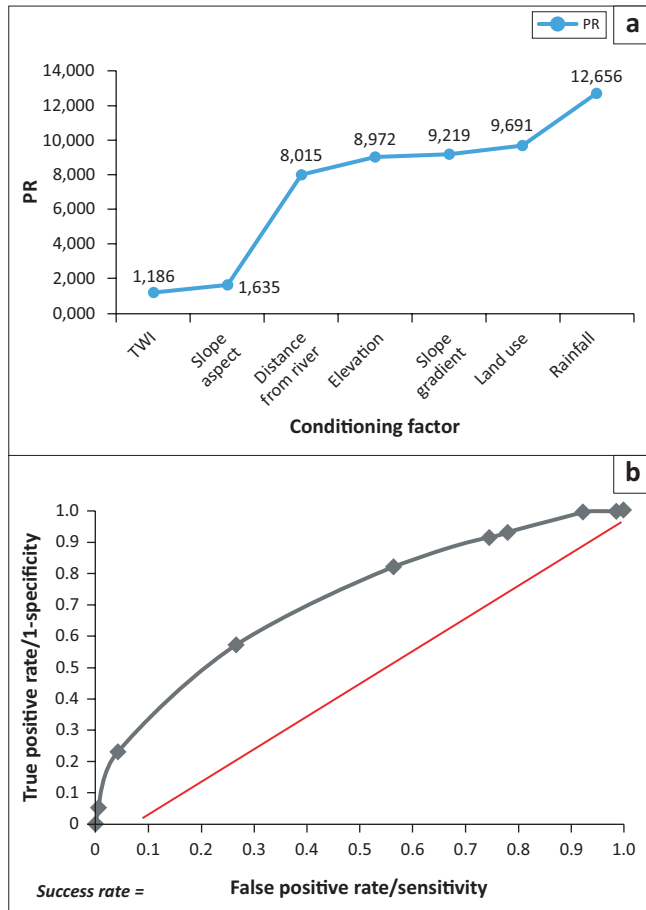 PR
a
14,000
12,000
10,000
8,000
6,000
4,000
2,000
0,000
PR
1,186
1,635
8,015
8,972
9,219
9,691
12,656
TWI
Slope
aspect
Distance
from river
Elevation
Slope
gradient
Land use
Rainfall
Conditioning factor
b
1.0
0.9
0.8
0.7
0.6
0.5
0.4
0.3
0.2
0.1
0
True positive rate/1-specificity
0 0.1 0.2 0.3 0.4 0.5 0.6 0.7 0.8 0.9 1.0
Success rate =
False positive rate/sensitivity